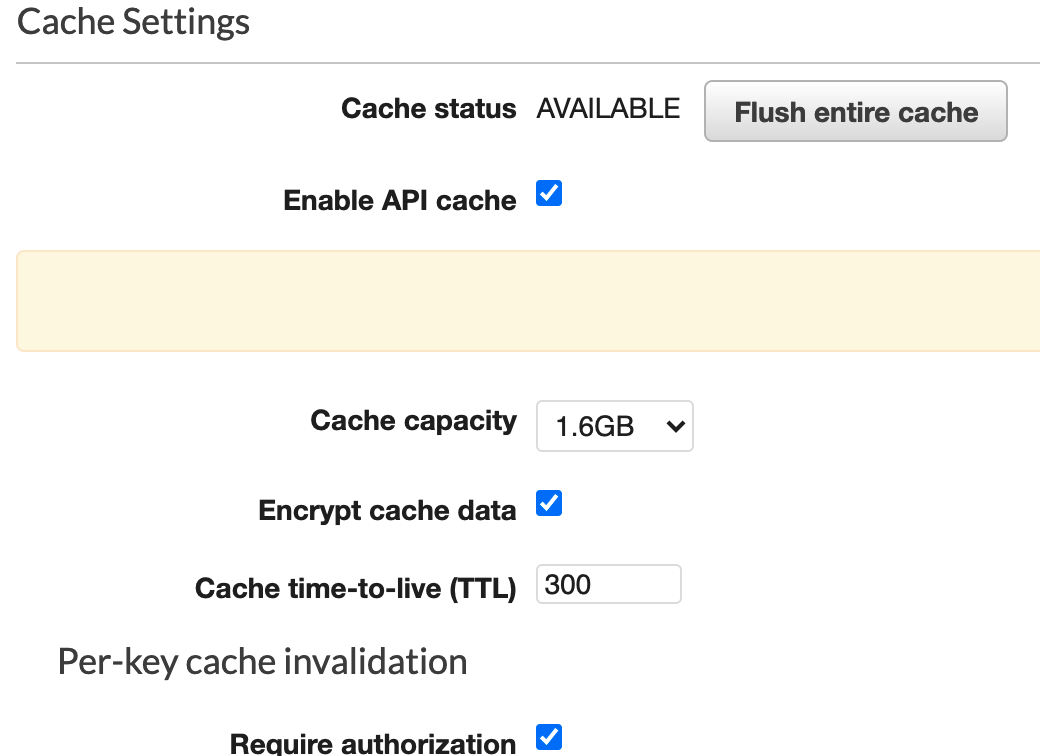 Cache Settings
Cache status AVAILABLE Flush entire cache
Enable API cache
Cache capacity 1.6GB
Encrypt cache data
Cache time-to-live (TTL) 300
Per-key cache invalidation
Require authorization